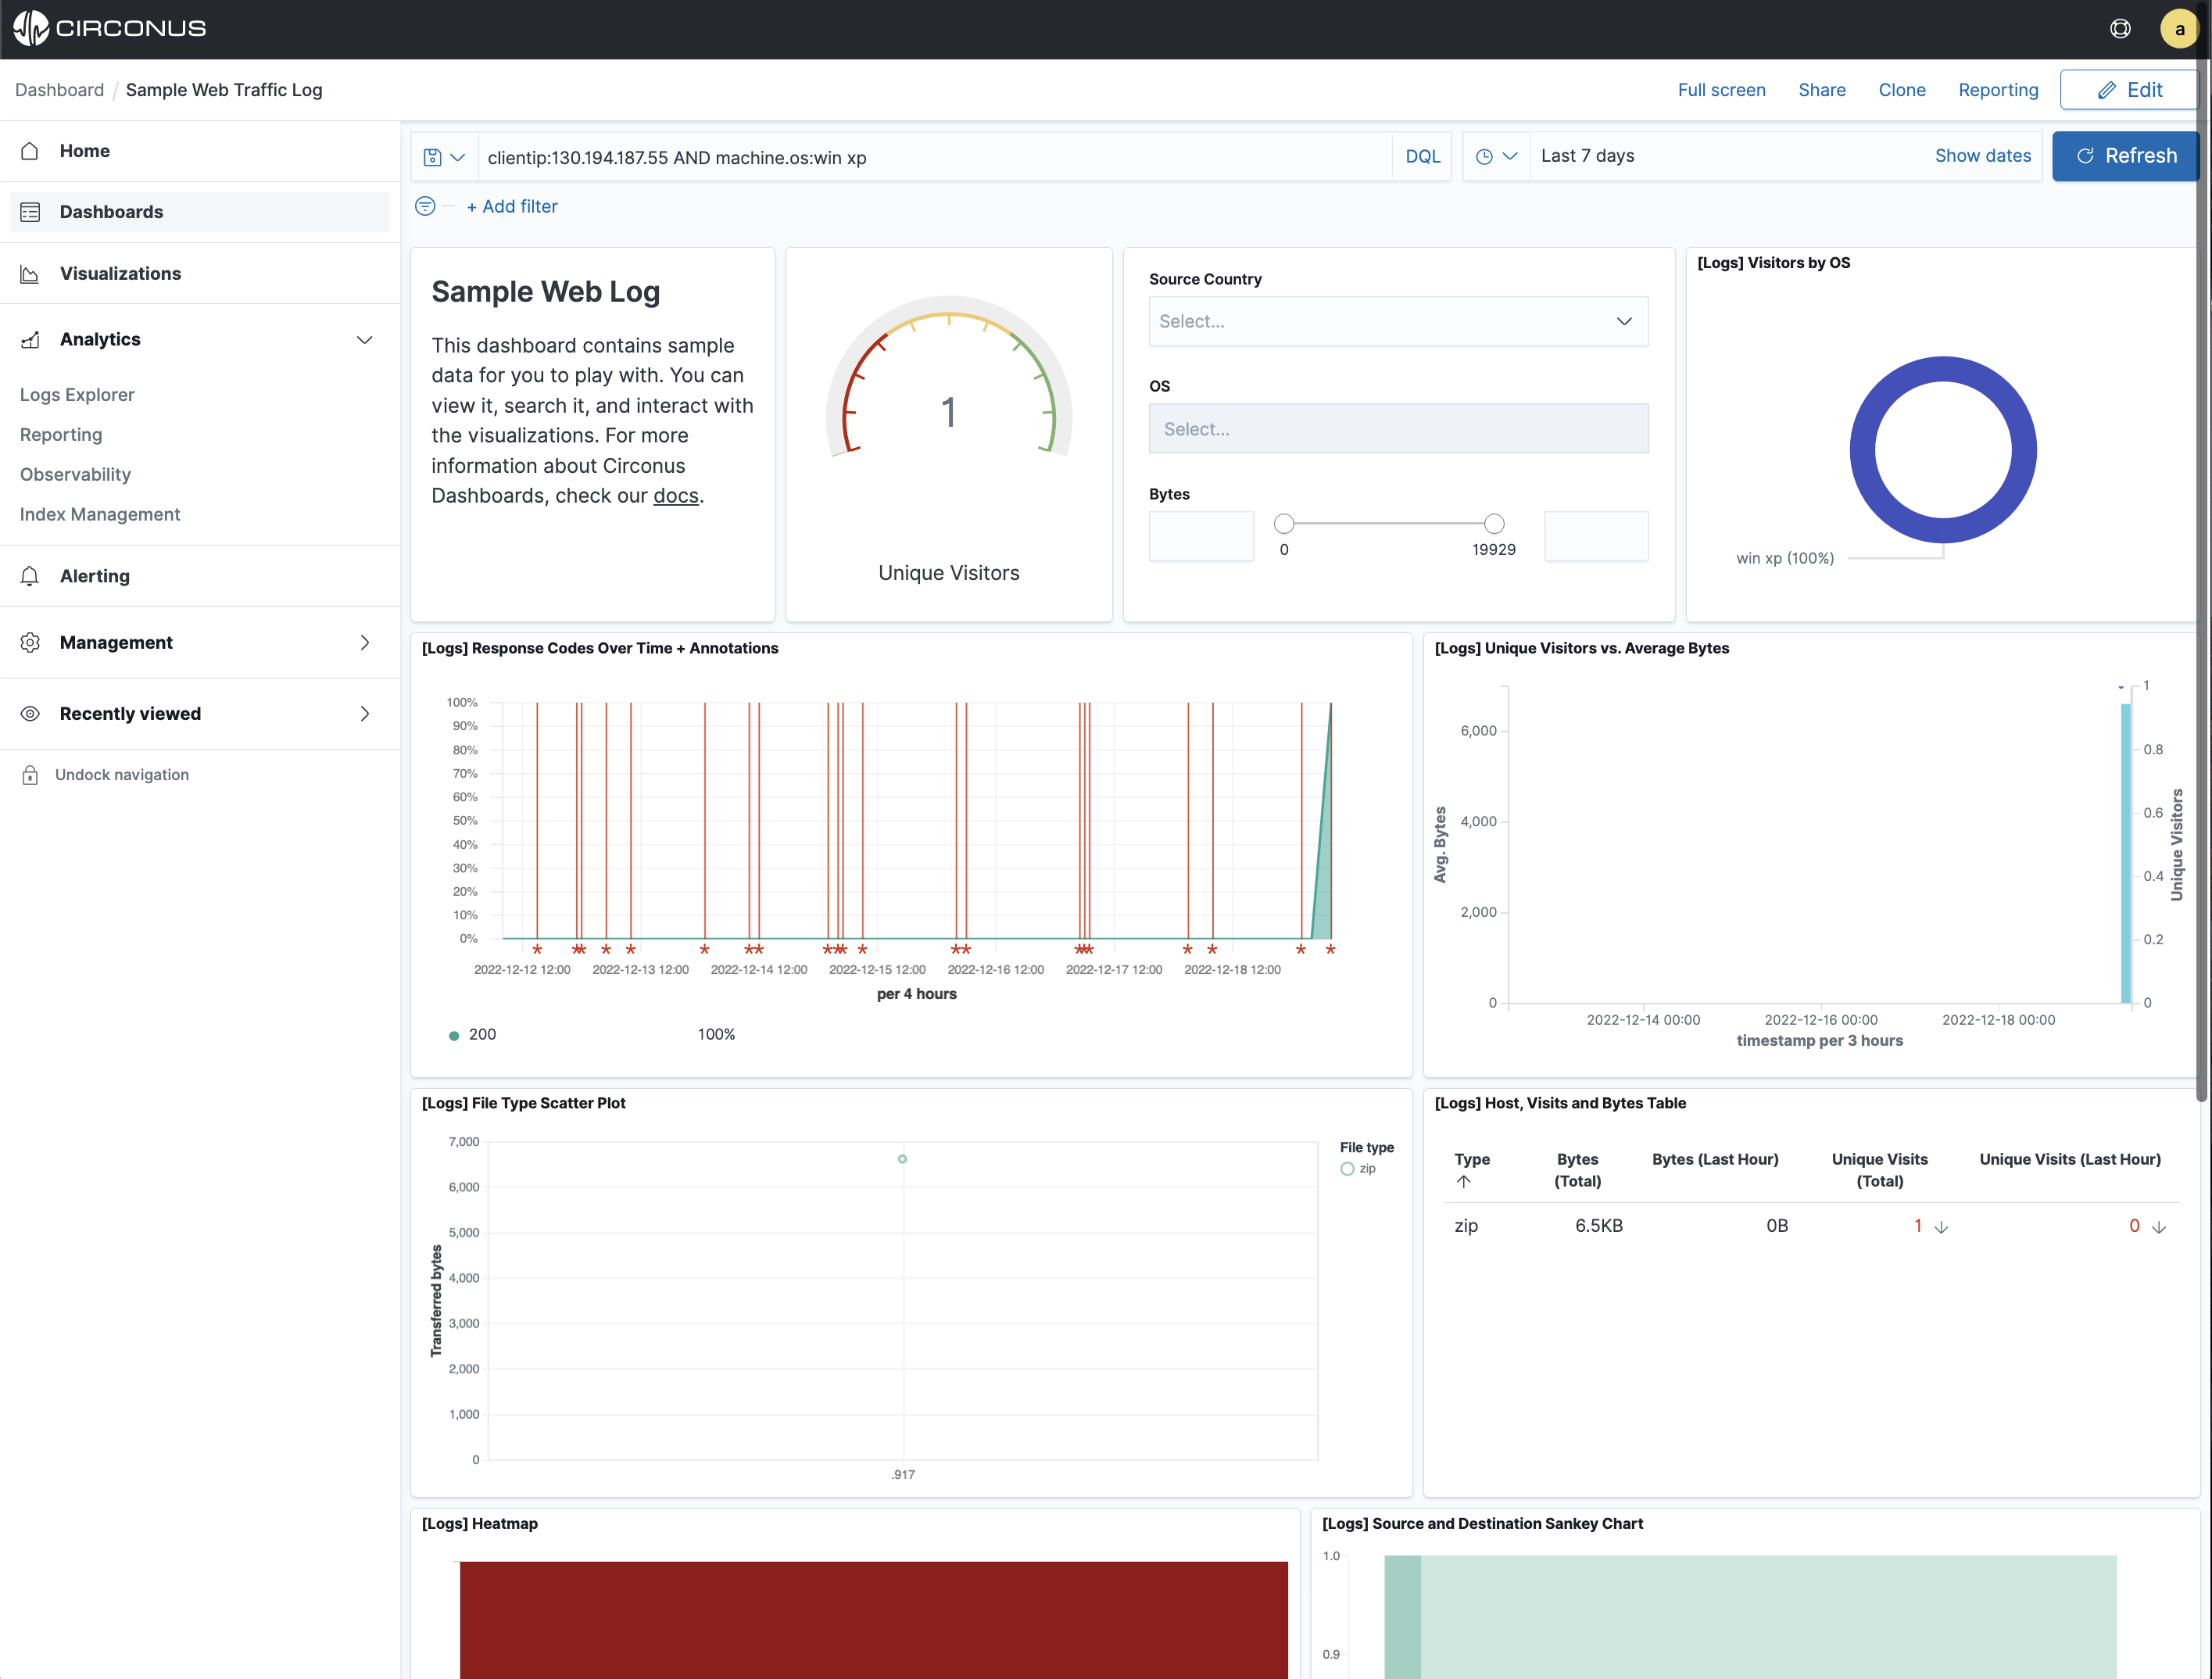 CIRCONUS
a
Dashboard / Sample Web Traffic Log
Full screen
Share
Clone
Reporting
Edit
Home
Dashboards
Visualizations
Analytics
Logs Explorer
Reporting
Observability
Index Management
Alerting
Management
Recently viewed
Undock navigation
clientip:130.194.187.55 AND machine.os:win xp
DQL
Last 7 days
Show dates
Refresh
+ Add filter
Sample Web Log
This dashboard contains sample
data for you to play with. You can
view it, search it, and interact with
the visualizations. For more
information about Circonus
Dashboards, check our docs.
1
Unique Visitors
Source Country
Select...
OS
Select...
Bytes
0
19929
[Logs] Visitors by OS
win xp (100%)
[Logs] Response Codes Over Time + Annotations
100%
90%
80%
70%
60%
50%
40%
30%
20%
10%
0%
2022-12-12 12:00
2022-12-13 12:00
2022-12-14 12:00
2022-12-15 12:00
2022-12-16 12:00
2022-12-17 12:00
2022-12-18 12:00
per 4 hours
200
100%
[Logs] Unique Visitors vs. Average Bytes
Avg. Bytes
6,000
4,000
2,000
0
1
0.8
0.6
0.4
0.2
0
Unique Visitors
2022-12-14 00:00
2022-12-16 00:00
2022-12-18 00:00
timestamp per 3 hours
[Logs] File Type Scatter Plot
Transferred bytes
7,000
6,000
5,000
4,000
3,000
2,000
1,000
0
.917
File type
zip
[Logs] Host, Visits and Bytes Table
Type
Bytes
(Total)
Bytes (Last Hour)
Unique Visits
(Total)
Unique Visits (Last Hour)
zip
6.5KB
0B
1
0
[Logs] Heatmap
[Logs] Source and Destination Sankey Chart
1.0
0.9